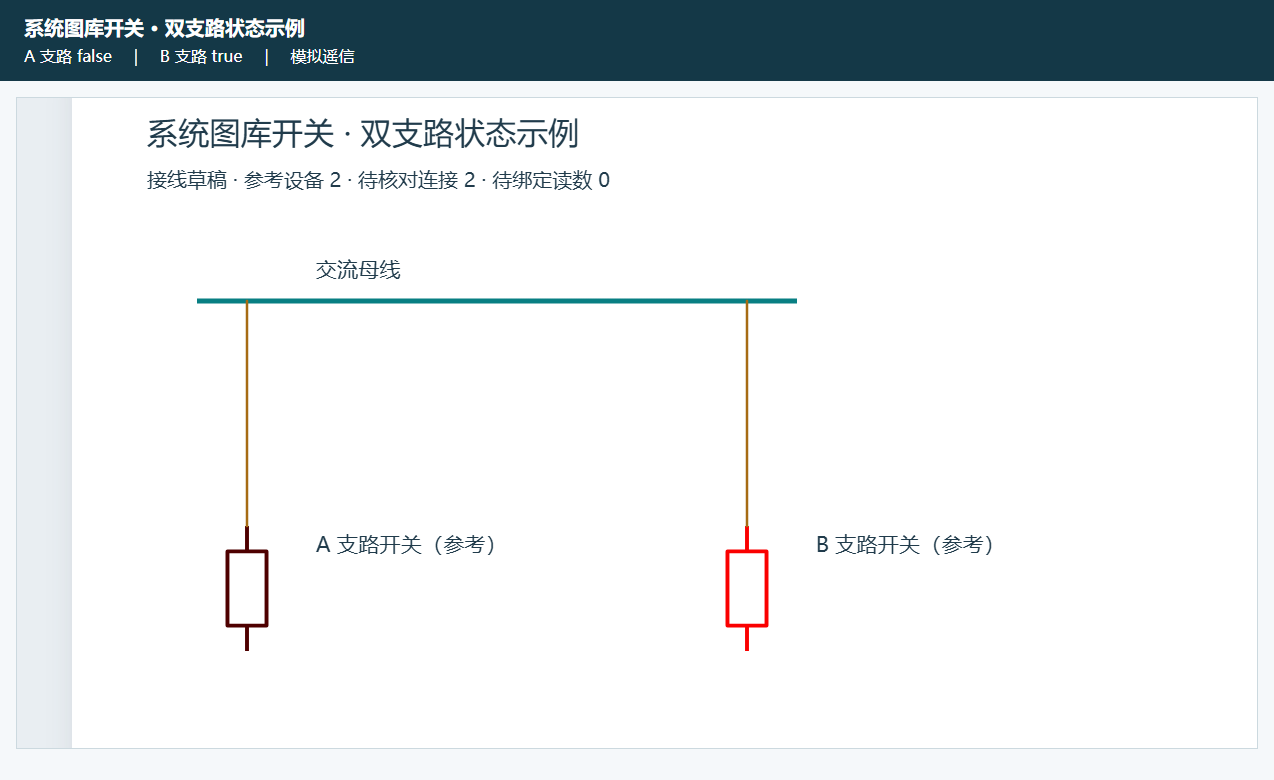 系统图库开关 • 双支路状态示例
A 支路 false | B 支路 true | 模拟遥信
系统图库开关 · 双支路状态示例
接线草稿 · 参考设备 2 · 待核对连接 2 · 待绑定读数 0
交流母线
A 支路开关（参考）
B 支路开关（参考）